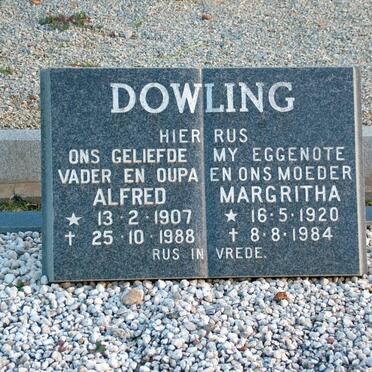 DOWLING
HIER RUS
ONS GELIEFDE MY EGGENOTE
VADER EN OUPA EN ONS MOEDER
ALFRED MARGRITHA
★ 13·2·1907 ★ 16·5·1920
† 25·10·1988 † 8·8·1984
RUS IN VREDE.